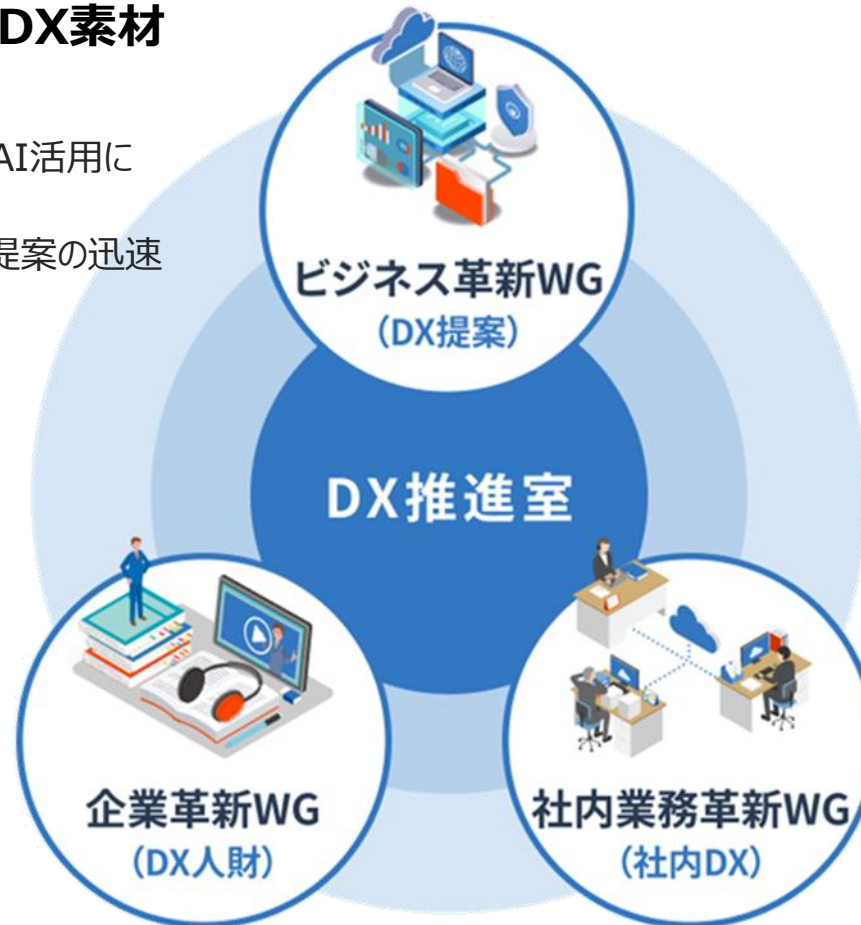 DX素材
AI活用に
提案の迅速
ビジネス革新WG
（DX提案）
DX推進室
企業革新WG
（DX人財）
社内業務革新WG
（社内DX）